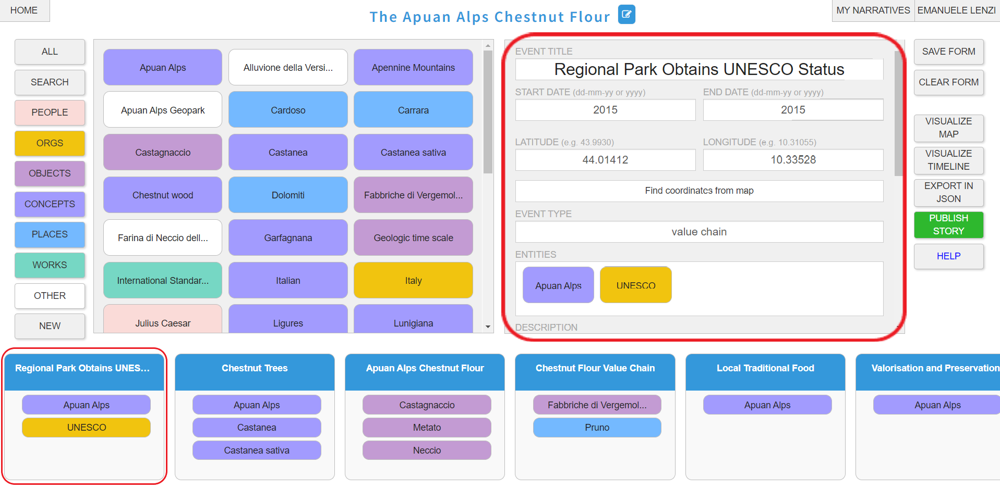 HOME
The Apuan Alps Chestnut Flour
MY NARRATIVES
EMANUELE LENZI
ALL
SEARCH
PEOPLE
ORGS
OBJECTS
CONCEPTS
PLACES
WORKS
OTHER
NEW
Apuan Alps
Alluvione della Versi...
Apennine Mountains
Apuan Alps Geopark
Cardoso
Carrara
Castagnaccio
Castanea
Castanea sativa
Chestnut wood
Dolomiti
Fabbriche di Vergemol...
Farina di Neccio dell...
Garfagnana
Geologic time scale
International Standar...
Italian
Italy
Julius Caesar
Ligures
Lunigiana
EVENT TITLE
Regional Park Obtains UNESCO Status
START DATE (dd-mm-yy or yyyy)
END DATE (dd-mm-yy or yyyy)
2015
2015
LATITUDE (e.g. 43.9930)
LONGITUDE (e.g. 10.31055)
44.01412
10.33528
Find coordinates from map
EVENT TYPE
value chain
ENTITIES
Apuan Alps
UNESCO
DESCRIPTION
SAVE FORM
CLEAR FORM
VISUALIZE
MAP
VISUALIZE
TIMELINE
EXPORT IN
JSON
PUBLISH
STORY
HELP
Regional Park Obtains UNES...
Apuan Alps
UNESCO
Chestnut Trees
Apuan Alps
Castanea
Castanea sativa
Apuan Alps Chestnut Flour
Castagnaccio
Metato
Neccio
Chestnut Flour Value Chain
Fabbriche di Vergemol...
Pruno
Local Traditional Food
Apuan Alps
Valorisation and Preservation
Apuan Alps